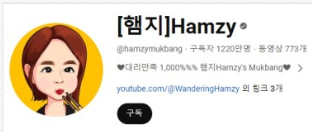 [햄지]Hamzy
@hamzymukbang · 구독자 1220만명 · 동영상 773개
❤대리만족 1,000%%% 햄지Hamzy's Mukbang❤ >
youtube.com/@WanderingHamzy 외 링크 3개
구독